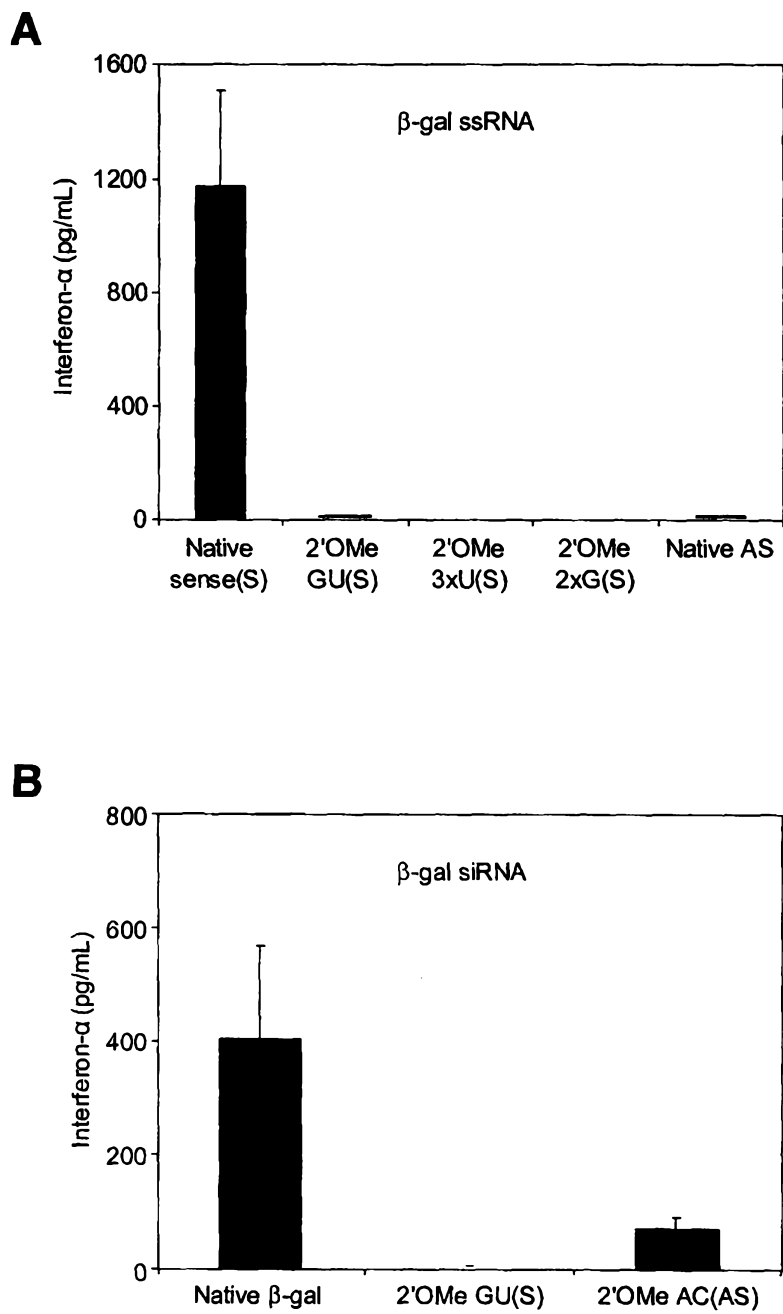 A
1600
β-gal ssRNA
1200
800
400
0
Interferon-α (pg/mL)
Native sense(S)
2'OMe GU(S)
2'OMe 3xU(S)
2'OMe 2xG(S)
Native AS
B
800
β-gal siRNA
600
400
200
0
Interferon-α (pg/mL)
Native β-gal
2'OMe GU(S)
2'OMe AC(AS)